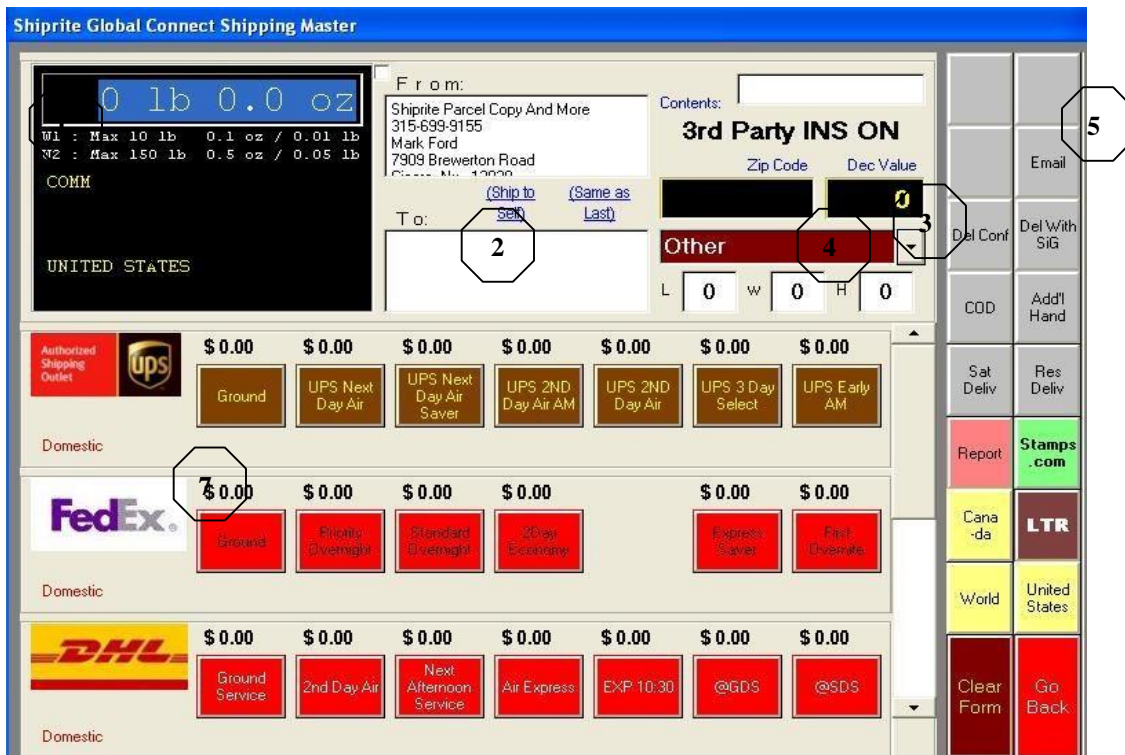 Shiprite Global Connect Shipping Master
0 lb 0.0 oz
W1 : Max 10 lb 0.1 oz / 0.01 lb
W2 : Max 150 lb 0.5 oz / 0.05 lb
COMM
UNITED STATES
From:
Shiprite Parcel Copy And More
315-699-9155
Mark Ford
7909 Brewerton Road
(Ship to Self) (Same as Last)
To:
2
Contents:
3rd Party INS ON
Zip Code Dec Value
0
3
Other
4
L 0 W 0 H 0
5
Email
Del Conf
Del With SiG
COD
Add'l Hand
Sat Deliv
Res Deliv
Report
Stamps .com
Cana -da
LTR
World
United States
Clear Form
Go Back
Authorized Shipping Outlet
ups
$ 0.00 $ 0.00 $ 0.00 $ 0.00 $ 0.00 $ 0.00 $ 0.00
Ground
UPS Next Day Air
UPS Next Day Air Saver
UPS 2ND Day Air AM
UPS 2ND Day Air
UPS 3 Day Select
UPS Early AM
Domestic
7
FedEx
$ 0.00 $ 0.00 $ 0.00 $ 0.00 $ 0.00 $ 0.00
Ground
Priority Overnight
Standard Overnight
2Day Economy
Express Saver
First Overnite
Domestic
DHL
$ 0.00 $ 0.00 $ 0.00 $ 0.00 $ 0.00 $ 0.00 $ 0.00
Ground Service
2nd Day Air
Next Afternoon Service
Air Express
EXP 10:30
@GDS
@SDS
Domestic